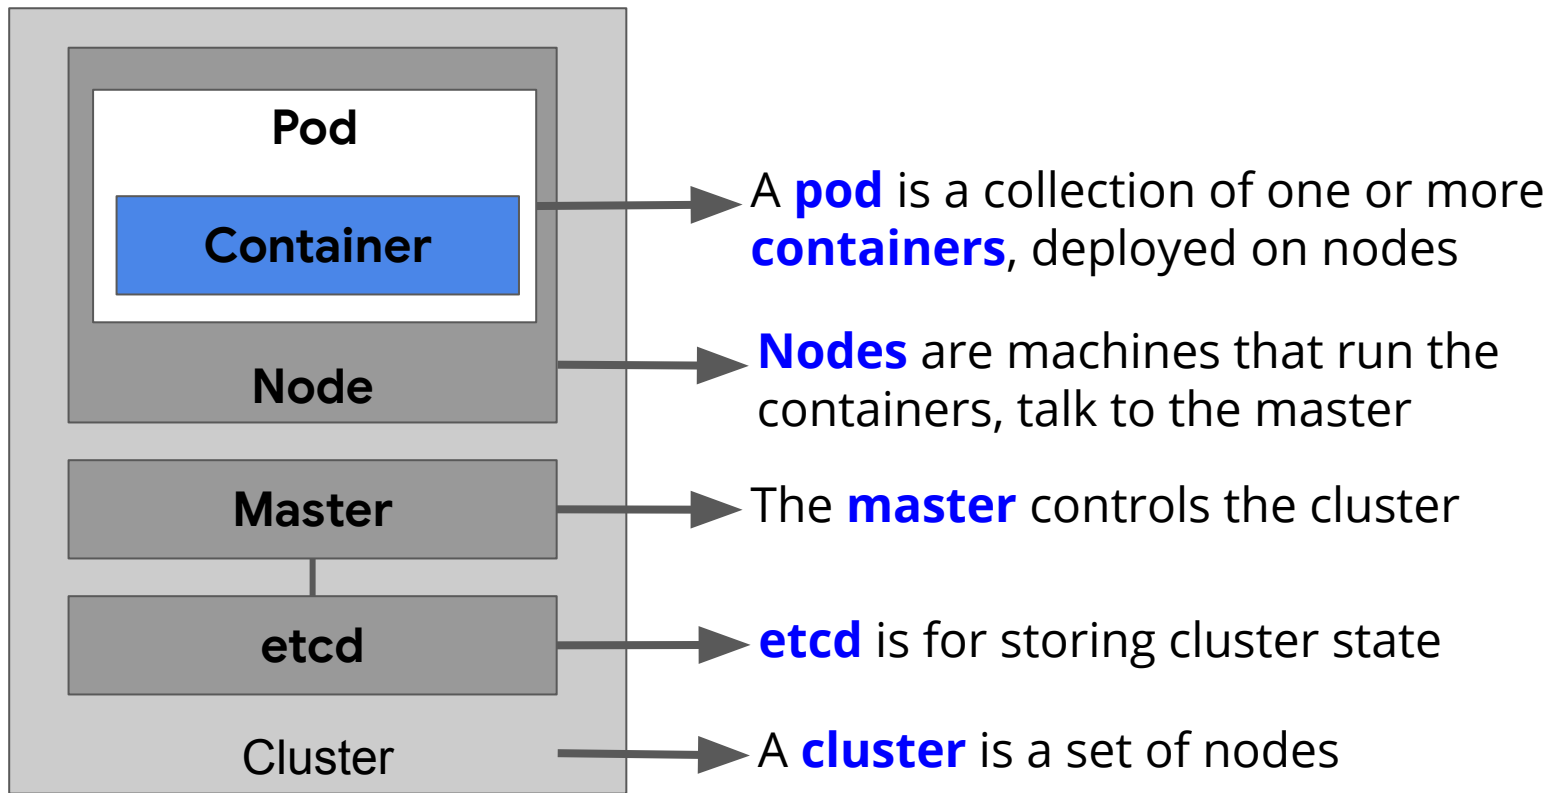 Pod
Container
Node
Master
etcd
Cluster
A pod is a collection of one or more
containers, deployed on nodes
Nodes are machines that run the
containers, talk to the master
The master controls the cluster
etcd is for storing cluster state
A cluster is a set of nodes